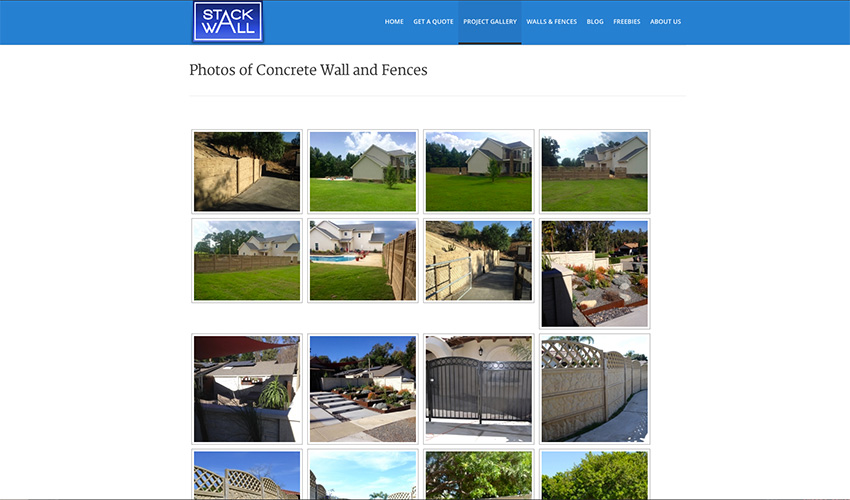 STACK
WALL
HOME GET A QUOTE PROJECT GALLERY WALLS & FENCES BLOG FREEBIES ABOUT US
Photos of Concrete Wall and Fences